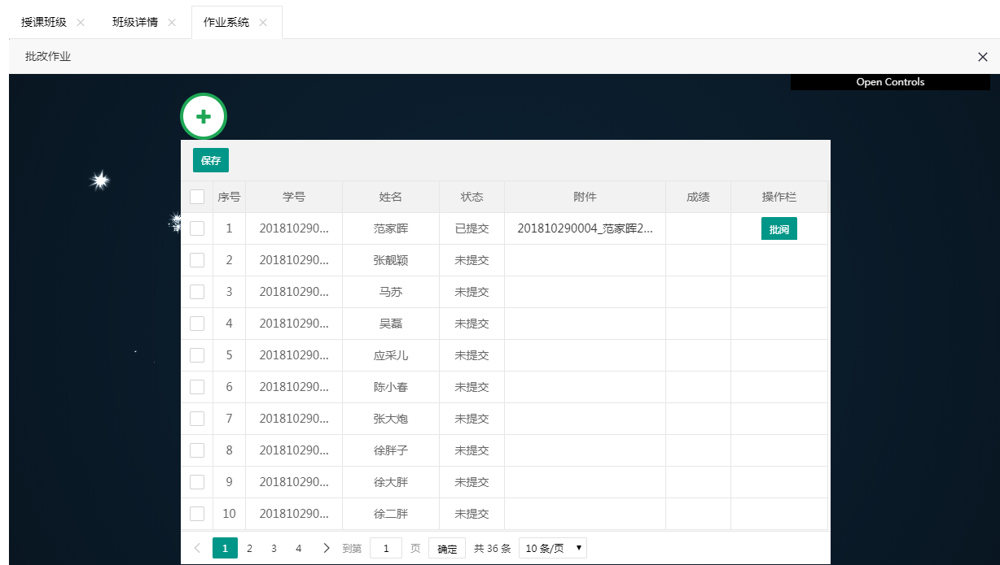 授课班级 班级详情 作业系统
批改作业
Open Controls
保存
序号 学号 姓名 状态 附件 成绩 操作栏
1 201810290... 范家晖 已提交 201810290004_范家晖2... 批阅
2 201810290... 张靓颖 未提交
3 201810290... 马苏 未提交
4 201810290... 吴磊 未提交
5 201810290... 应采儿 未提交
6 201810290... 陈小春 未提交
7 201810290... 张大炮 未提交
8 201810290... 徐胖子 未提交
9 201810290... 徐大胖 未提交
10 201810290... 徐二胖 未提交
1 2 3 4 到第 1 页 确定 共 36 条 10 条/页